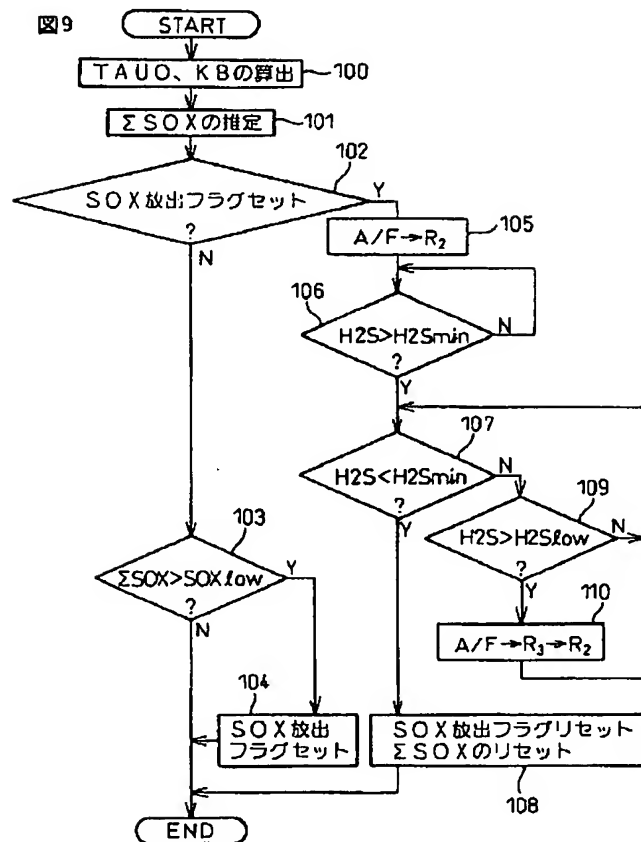 図9
START
TAUO、KBの算出
100
ΣSOXの推定
101
102
SOX放出フラグセット
?
Y
N
A/F→R2
105
106
H2S>H2Smin
?
N
Y
107
H2S<H2Smin
?
N
Y
109
H2S>H2Slow
?
N
Y
103
ΣSOX>SOXlow
?
Y
N
110
A/F→R3→R2
104
SOX放出
フラグセット
SOX放出フラグリセット
ΣSOXのリセット
108
END